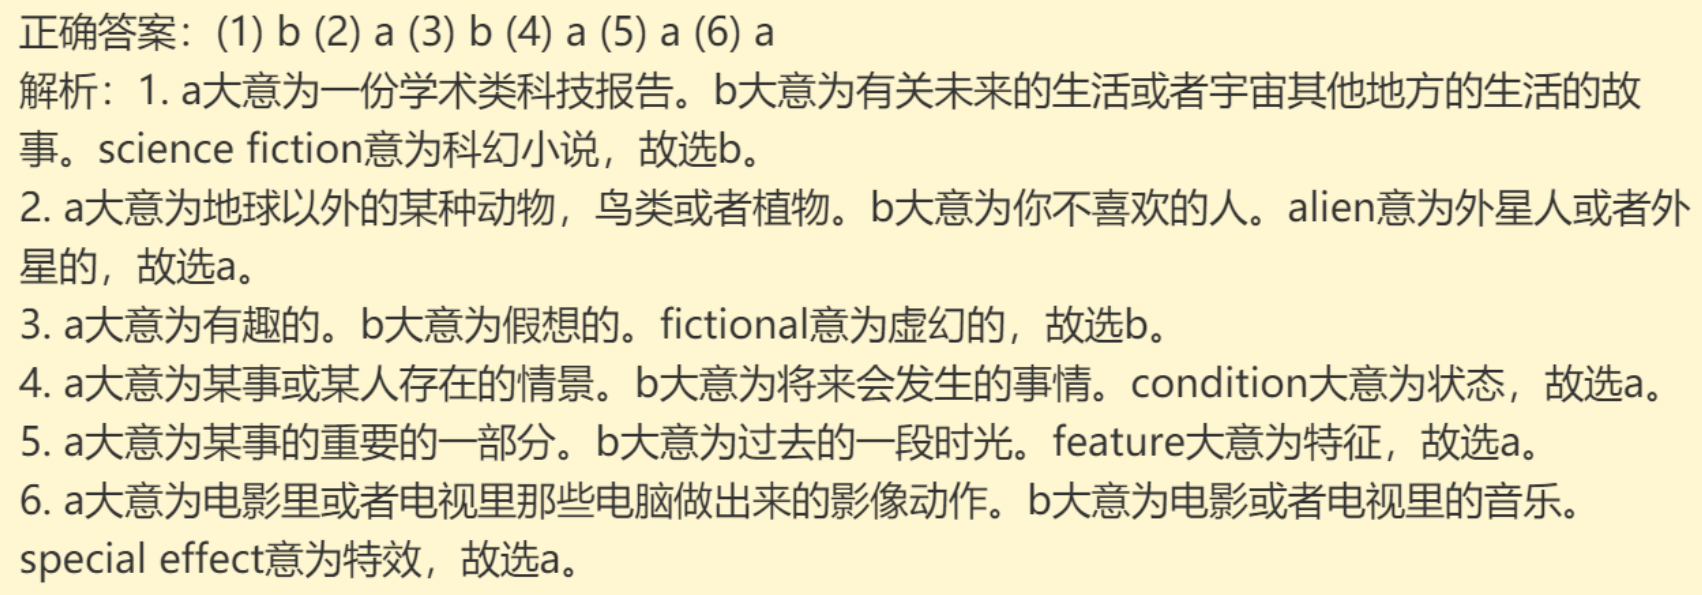 正确答案：(1) b (2) a (3) b (4) a (5) a (6) a
解析：1. a大意为一份学术类科技报告。b大意为有关未来的生活或者宇宙其他地方的生活的故
事。science fiction意为科幻小说，故选b。
2. a大意为地球以外的某种动物，鸟类或者植物。b大意为你不喜欢的人。alien意为外星人或者外
星的，故选a。
3. a大意为有趣的。b大意为假想的。fictional意为虚幻的，故选b。
4. a大意为某事或某人存在的情景。b大意为将来会发生的事情。condition大意为状态，故选a。
5. a大意为某事的重要的一部分。b大意为过去的一段时光。feature大意为特征，故选a。
6. a大意为电影里或者电视里那些电脑做出来的影像动作。b大意为电影或者电视里的音乐。
special effect意为特效，故选a。